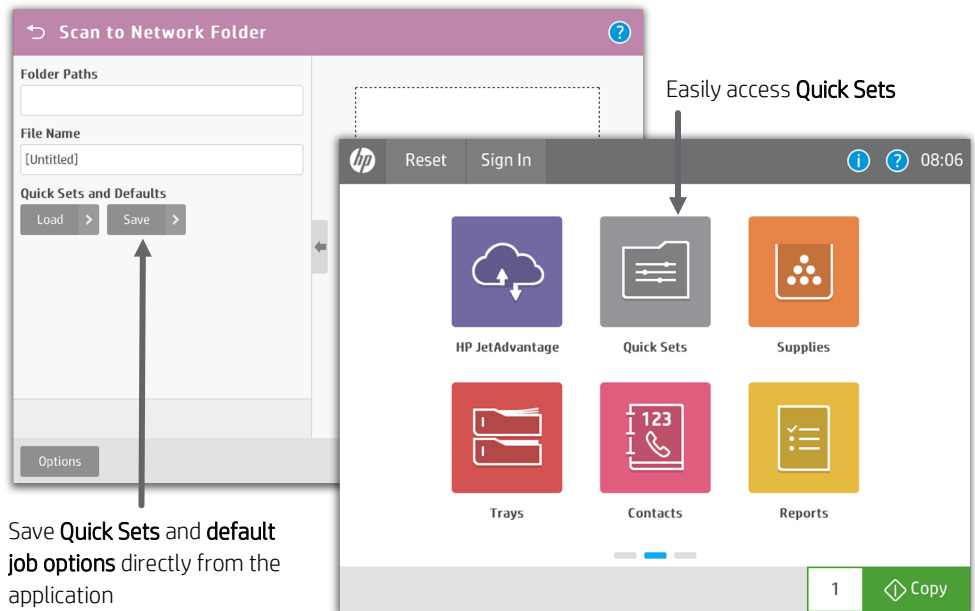 Scan to Network Folder
?
Folder Paths
File Name
[Untitled]
Quick Sets and Defaults
Load >
Save >
Options
Save Quick Sets and default
job options directly from the
application
Easily access Quick Sets
hp Reset Sign In i ? 08:06
HP JetAdvantage
Quick Sets
Supplies
123
Trays
Contacts
Reports
1
Copy